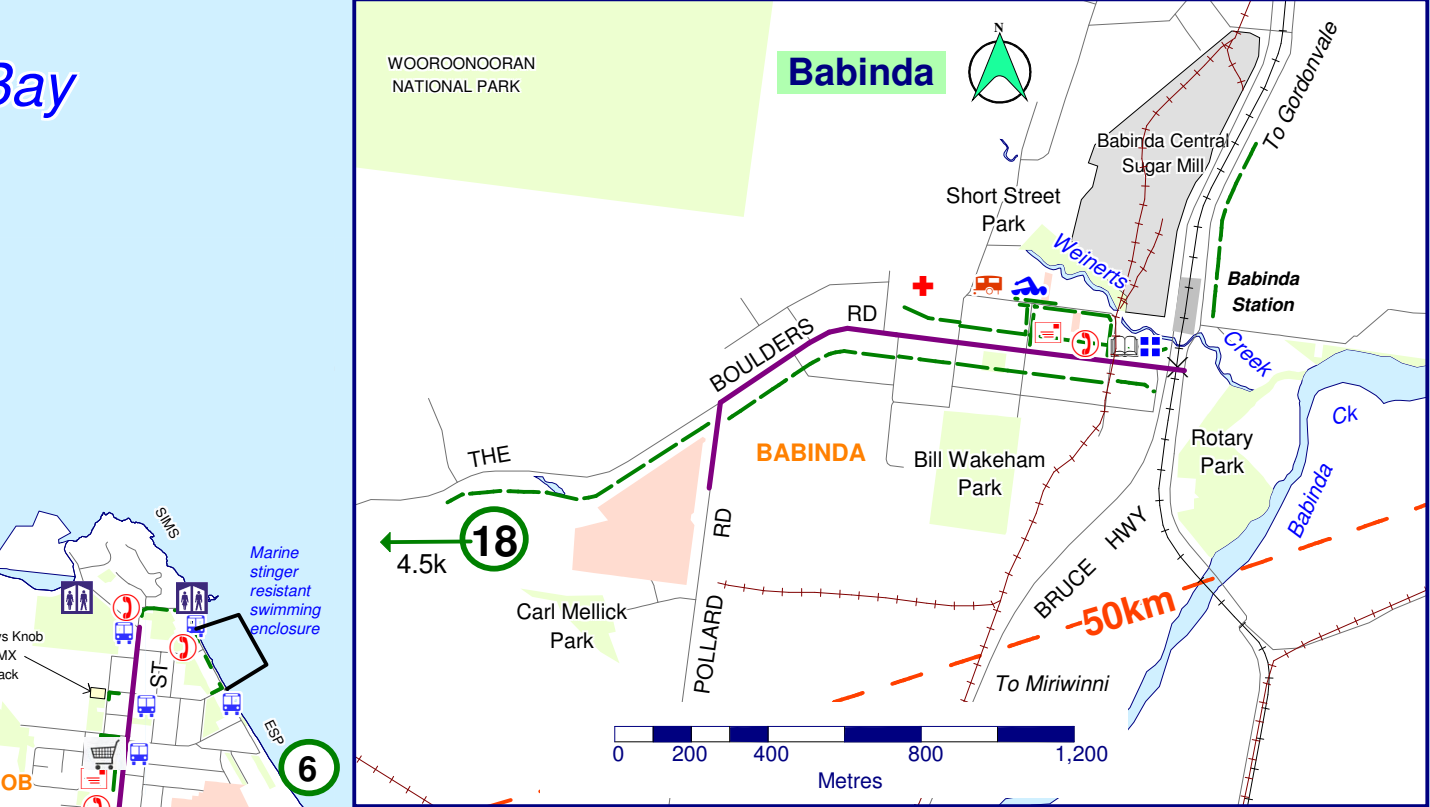 Bay
WOOROONOORAN
NATIONAL PARK
Babinda
N
To Gordonvale
Babinda Central
Sugar Mill
Short Street
Park
Weinerts
Creek
Babinda
Station
THE
BOULDERS
RD
BABINDA
Bill Wakeham
Park
Rotary
Park
Ck
Babinda
18
4.5k
Carl Mellick
Park
POLLARD
RD
BRUCE
HWY
50km
To Miriwinni
0
200
400
800
1,200
Metres
SIMS
Marine
stinger
resistant
swimming
enclosure
Knob
ST
ESP
6